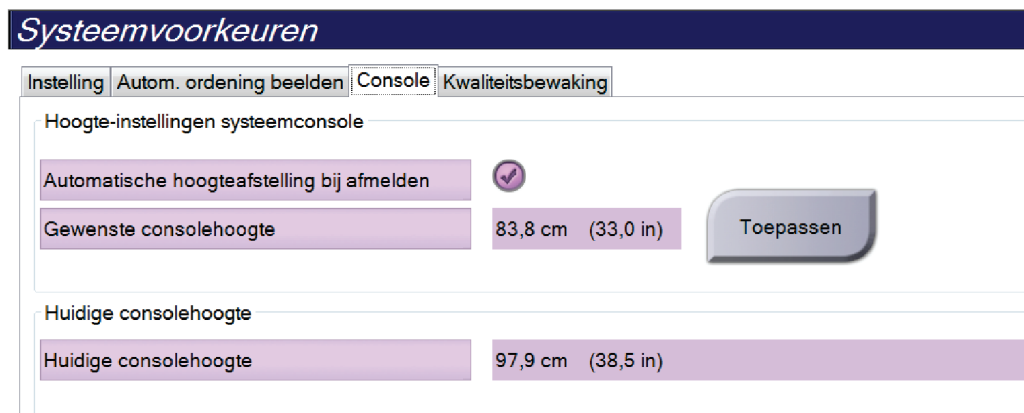 Systeemvoorkeuren
Instelling Autom. ordening beelden Console Kwaliteitsbewaking
Hoogte-instellingen systeemconsole
Automatische hoogteafstelling bij afmelden
Gewenste consolehoogte 83,8 cm (33,0 in) Toepassen
Huidige consolehoogte
Huidige consolehoogte 97,9 cm (38,5 in)